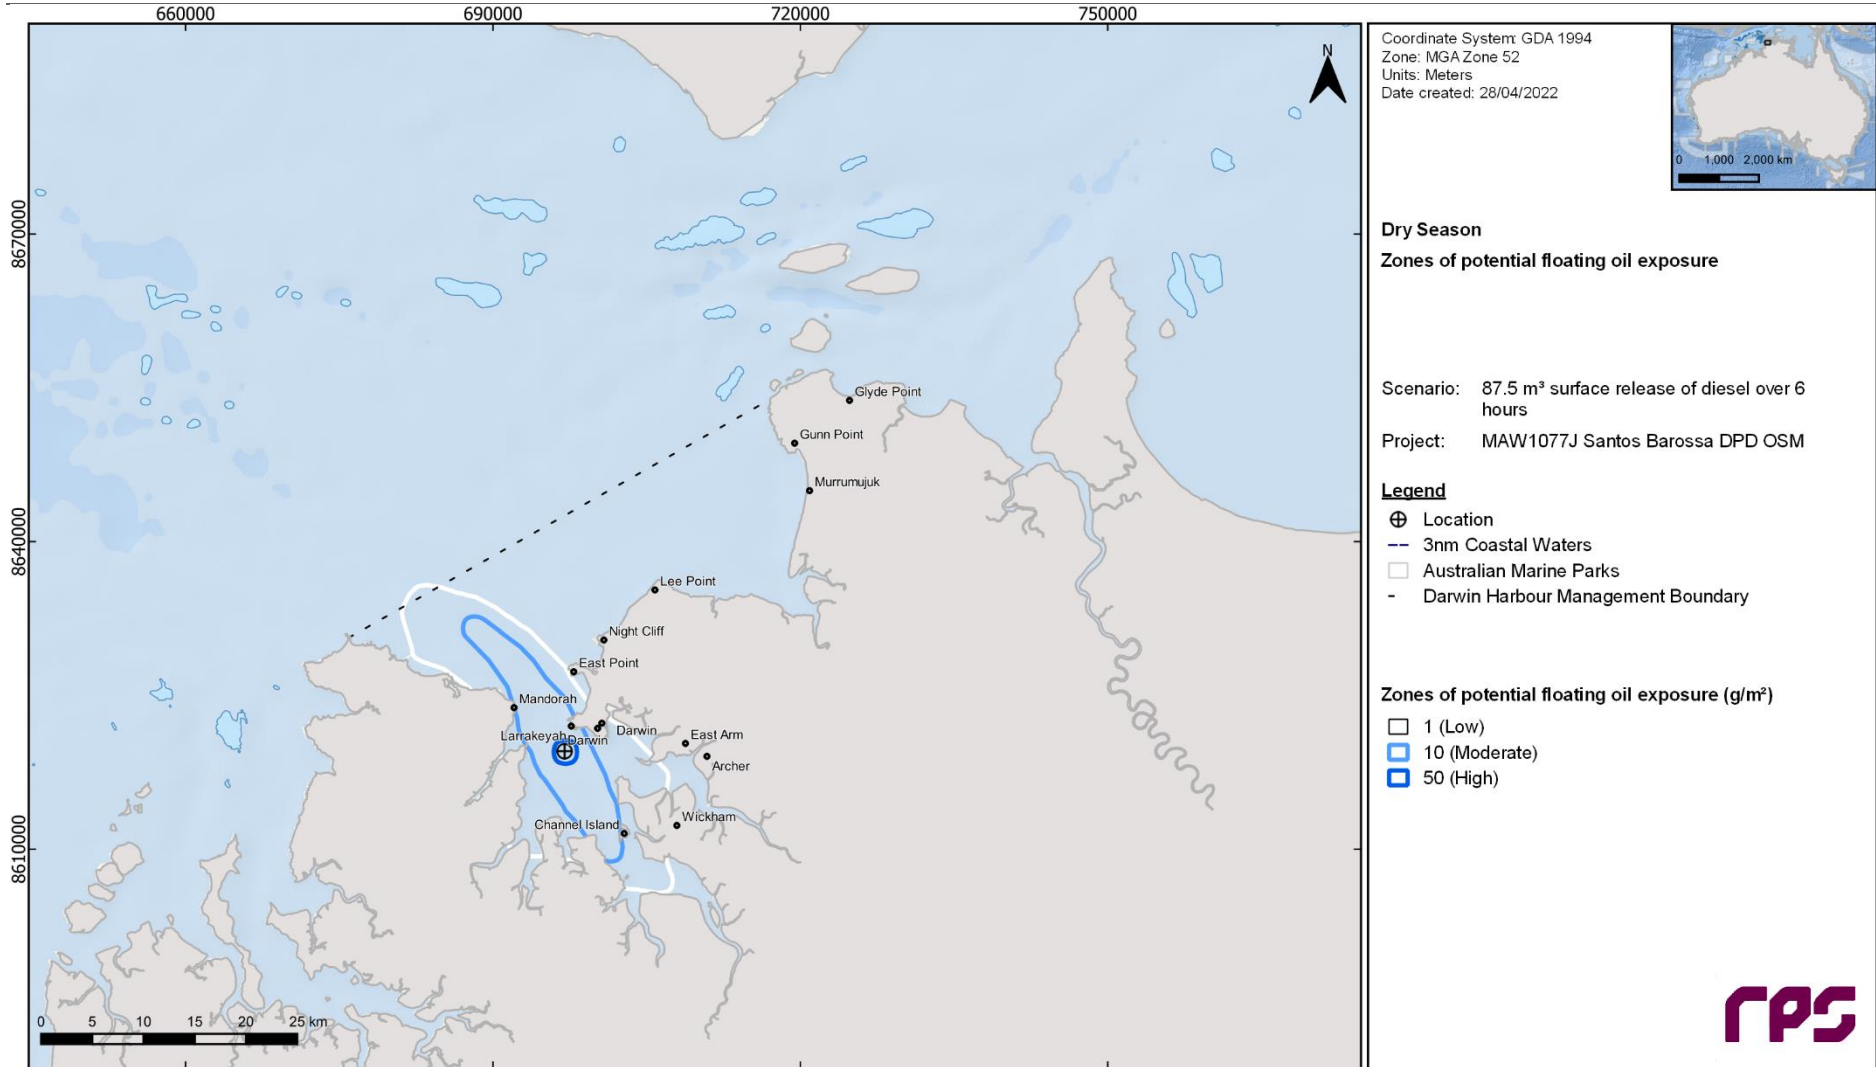 660000
690000
720000
750000
8670000
8640000
8610000
N
Glyde Point
Gunn Point
Murrumujuk
Lee Point
Night Cliff
East Point
Mandorah
Larrakeyah
Darwin
Darwin
East Arm
Archer
Channel Island
Wickham
0 5 10 15 20 25 km
Coordinate System: GDA 1994
Zone: MGA Zone 52
Units: Meters
Date created: 28/04/2022
0 1,000 2,000 km
Dry Season
Zones of potential floating oil exposure
Scenario: 87.5 m³ surface release of diesel over 6
hours
Project: MAW1077J Santos Barossa DPD OSM
Legend
Location
3nm Coastal Waters
Australian Marine Parks
Darwin Harbour Management Boundary
Zones of potential floating oil exposure (g/m²)
1 (Low)
10 (Moderate)
50 (High)
rps